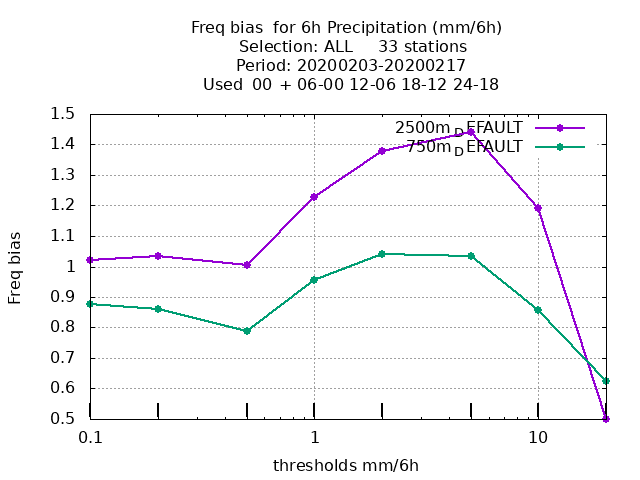 Freq bias  for 6h Precipitation (mm/6h)
Selection: ALL     33 stations
Period: 20200203-20200217
Used  00  + 06-00 12-06 18-12 24-18
2500m_DEFAULT
750m_DEFAULT
1.5
1.4
1.3
1.2
1.1
1
0.9
0.8
0.7
0.6
0.5
Freq bias
0.1
1
10
thresholds mm/6h